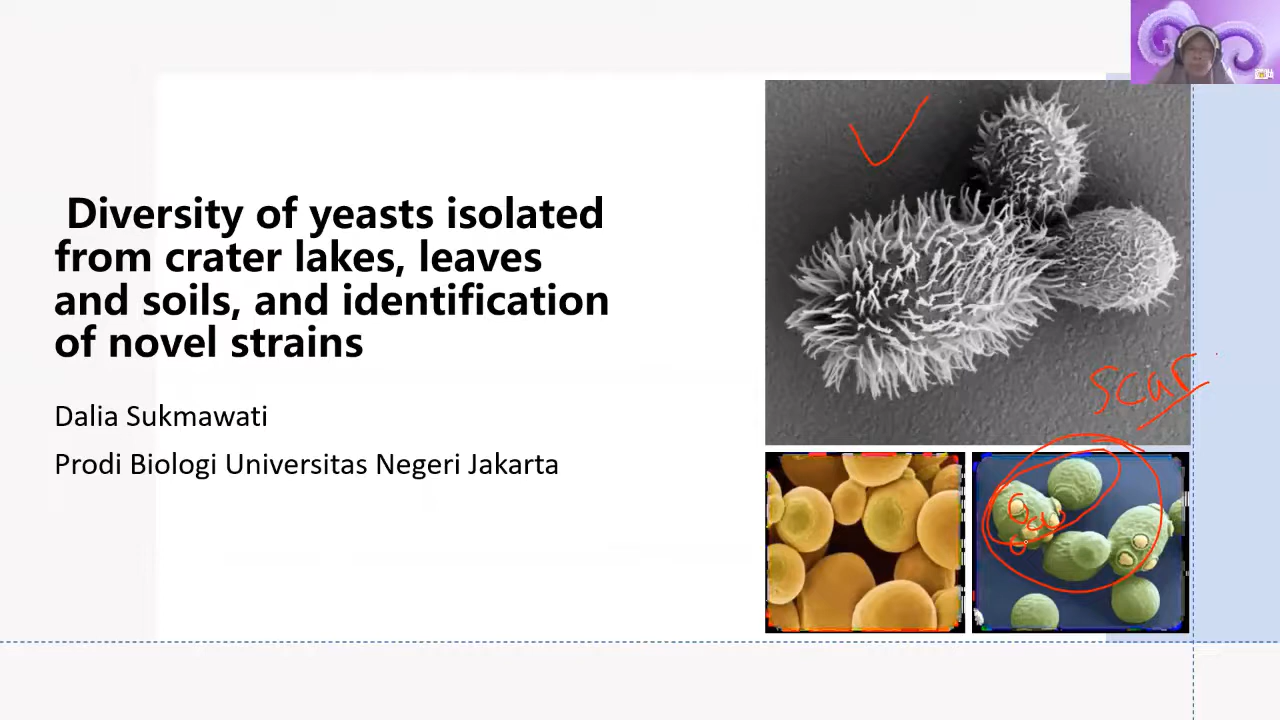 Diversity of yeasts isolated
from crater lakes, leaves
and soils, and identification
of novel strains
Dalia Sukmawati
Prodi Biologi Universitas Negeri Jakarta
scar